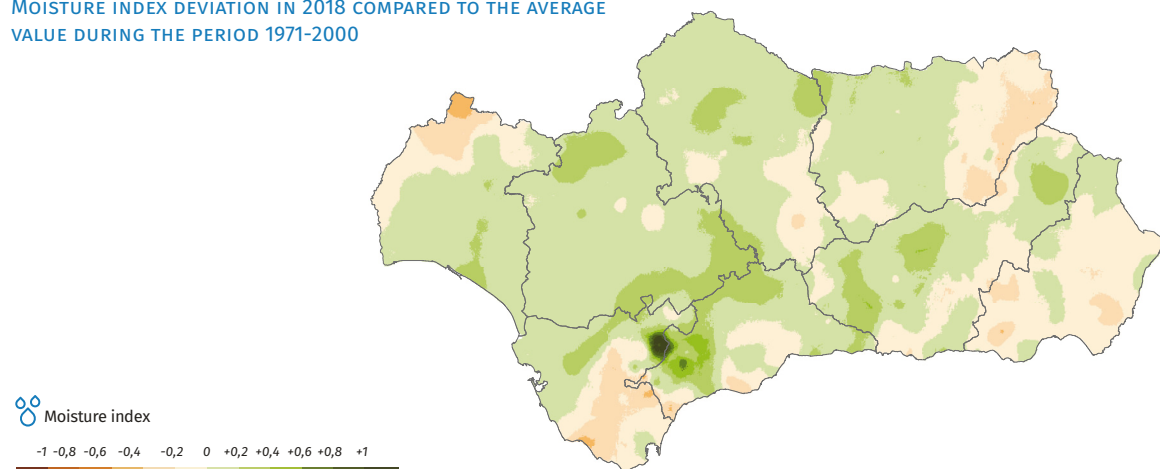 MOISTURE INDEX DEVIATION IN 2018 COMPARED TO THE AVERAGE
VALUE DURING THE PERIOD 1971-2000
Moisture index
-1 -0,8 -0,6 -0,4 -0,2 0 +0,2 +0,4 +0,6 +0,8 +1